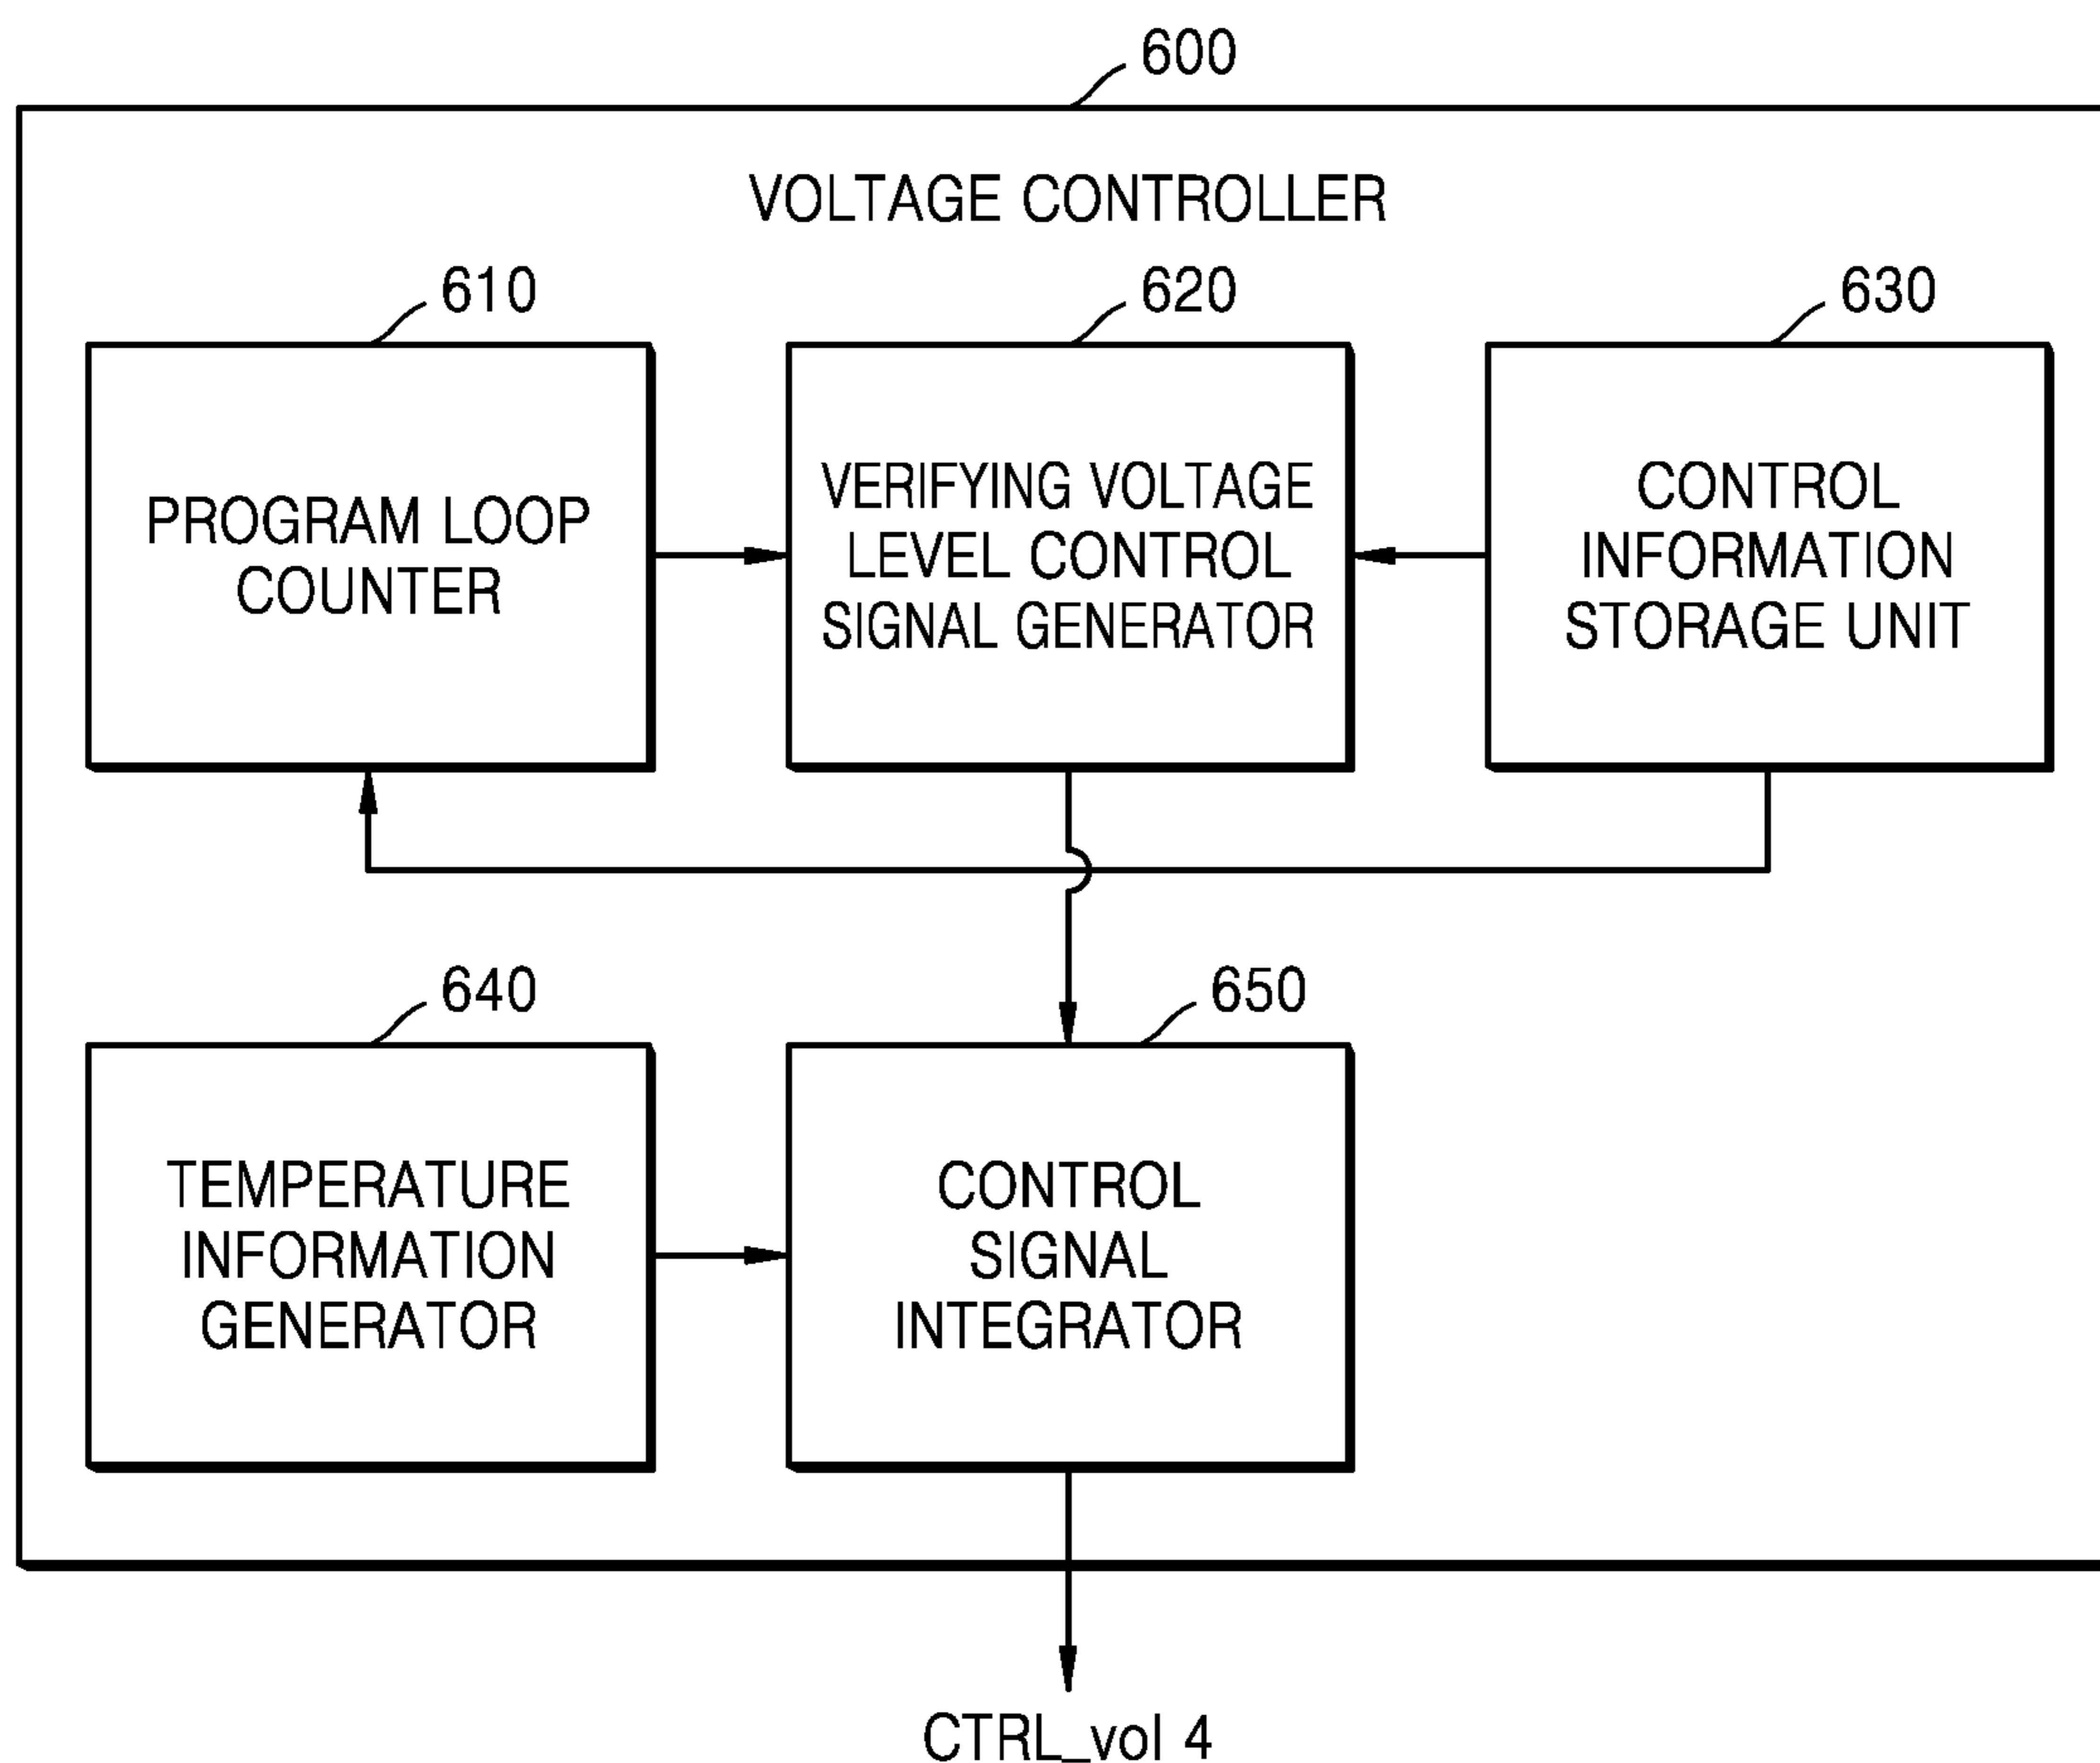 600
VOLTAGE CONTROLLER
610
620
630
PROGRAM LOOP
COUNTER
VERIFYING VOLTAGE
LEVEL CONTROL
SIGNAL GENERATOR
CONTROL
INFORMATION
STORAGE UNIT
640
650
TEMPERATURE
INFORMATION
GENERATOR
CONTROL
SIGNAL
INTEGRATOR
CTRL_vol 4